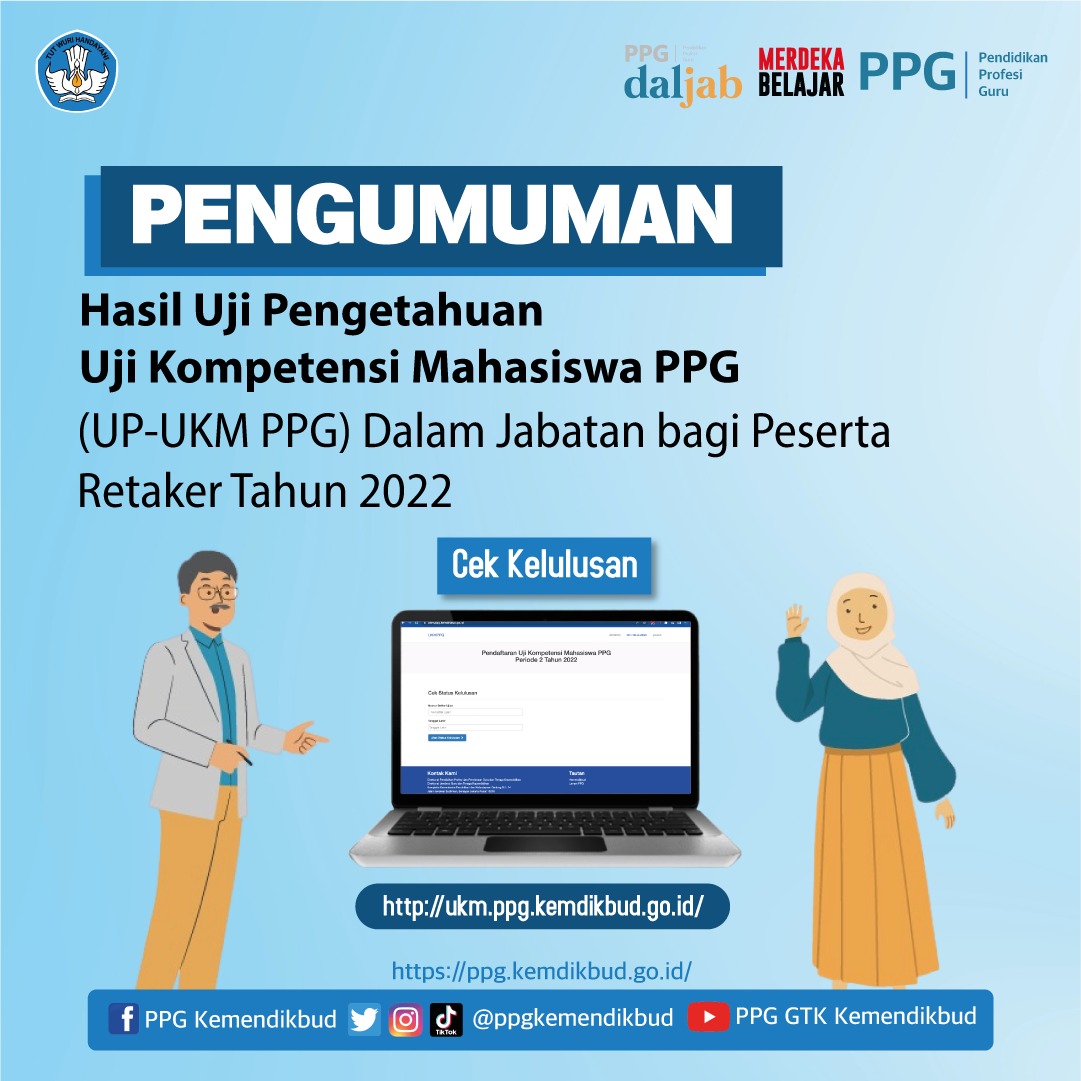 TUT WURI HANDAYANI
PPG
daljab
MERDEKA
BELAJAR
PPG
Pendidikan
Profesi
Guru
PENGUMUMAN
Hasil Uji Pengetahuan
Uji Kompetensi Mahasiswa PPG
(UP-UKM PPG) Dalam Jabatan bagi Peserta
Retaker Tahun 2022
Cek Kelulusan
Pendaftaran Uji Kompetensi Mahasiswa PPG
Periode 2 Tahun 2022
Cek Status Kelulusan
Kontak Kami
Tautan
http://ukm.ppg.kemdikbud.go.id/
https://ppg.kemdikbud.go.id/
PPG Kemendikbud
TikTok
@ppgkemendikbud
PPG GTK Kemendikbud